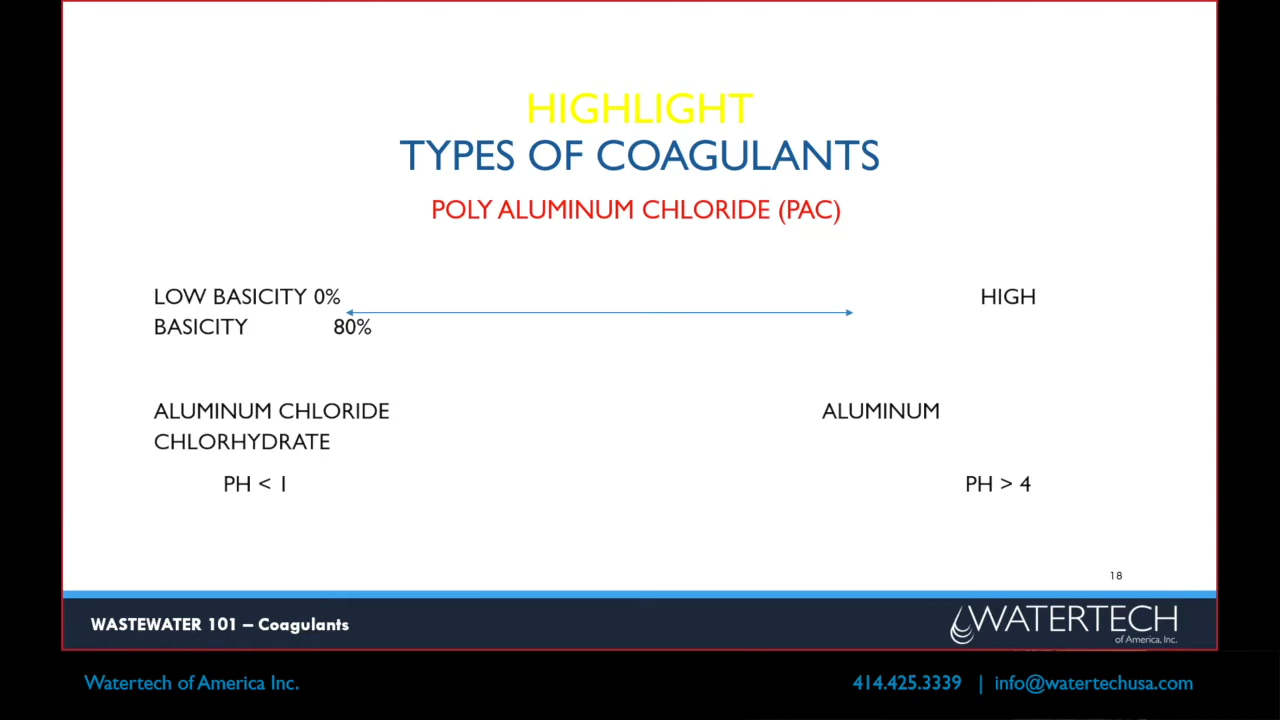 HIGHLIGHT
TYPES OF COAGULANTS
POLY ALUMINUM CHLORIDE (PAC)
LOW BASICITY 0% HIGH
BASICITY 80%
ALUMINUM CHLORIDE ALUMINUM
CHLORHYDRATE
PH < 1 PH > 4
18
WASTEWATER 101 – Coagulants
WATERTECH
of America, Inc.
Watertech of America Inc.
414.425.3339 | info@watertechusa.com